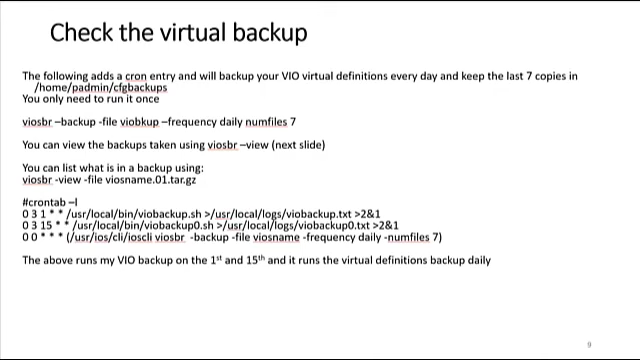 Check the virtual backup
The following adds a cron entry and will backup your VIO virtual definitions every day and keep the last 7 copies in
/home/padmin/cfgbackups
You only need to run it once
viosbr –backup -file viobkup –frequency daily numfiles 7
You can view the backups taken using viosbr –view (next slide)
You can list what is in a backup using:
viosbr -view -file viosname.01.tar.gz
#crontab –l
0 3 1 * * /usr/local/bin/viobackup.sh >/usr/local/logs/viobackup.txt >2&1
0 3 15 * * /usr/local/bin/viobackup0.sh >/usr/local/logs/viobackup0.txt >2&1
0 0 * * * (/usr/ios/cli/ioscli viosbr -backup -file viosname -frequency daily -numfiles 7)
The above runs my VIO backup on the 1st and 15th and it runs the virtual definitions backup daily
9